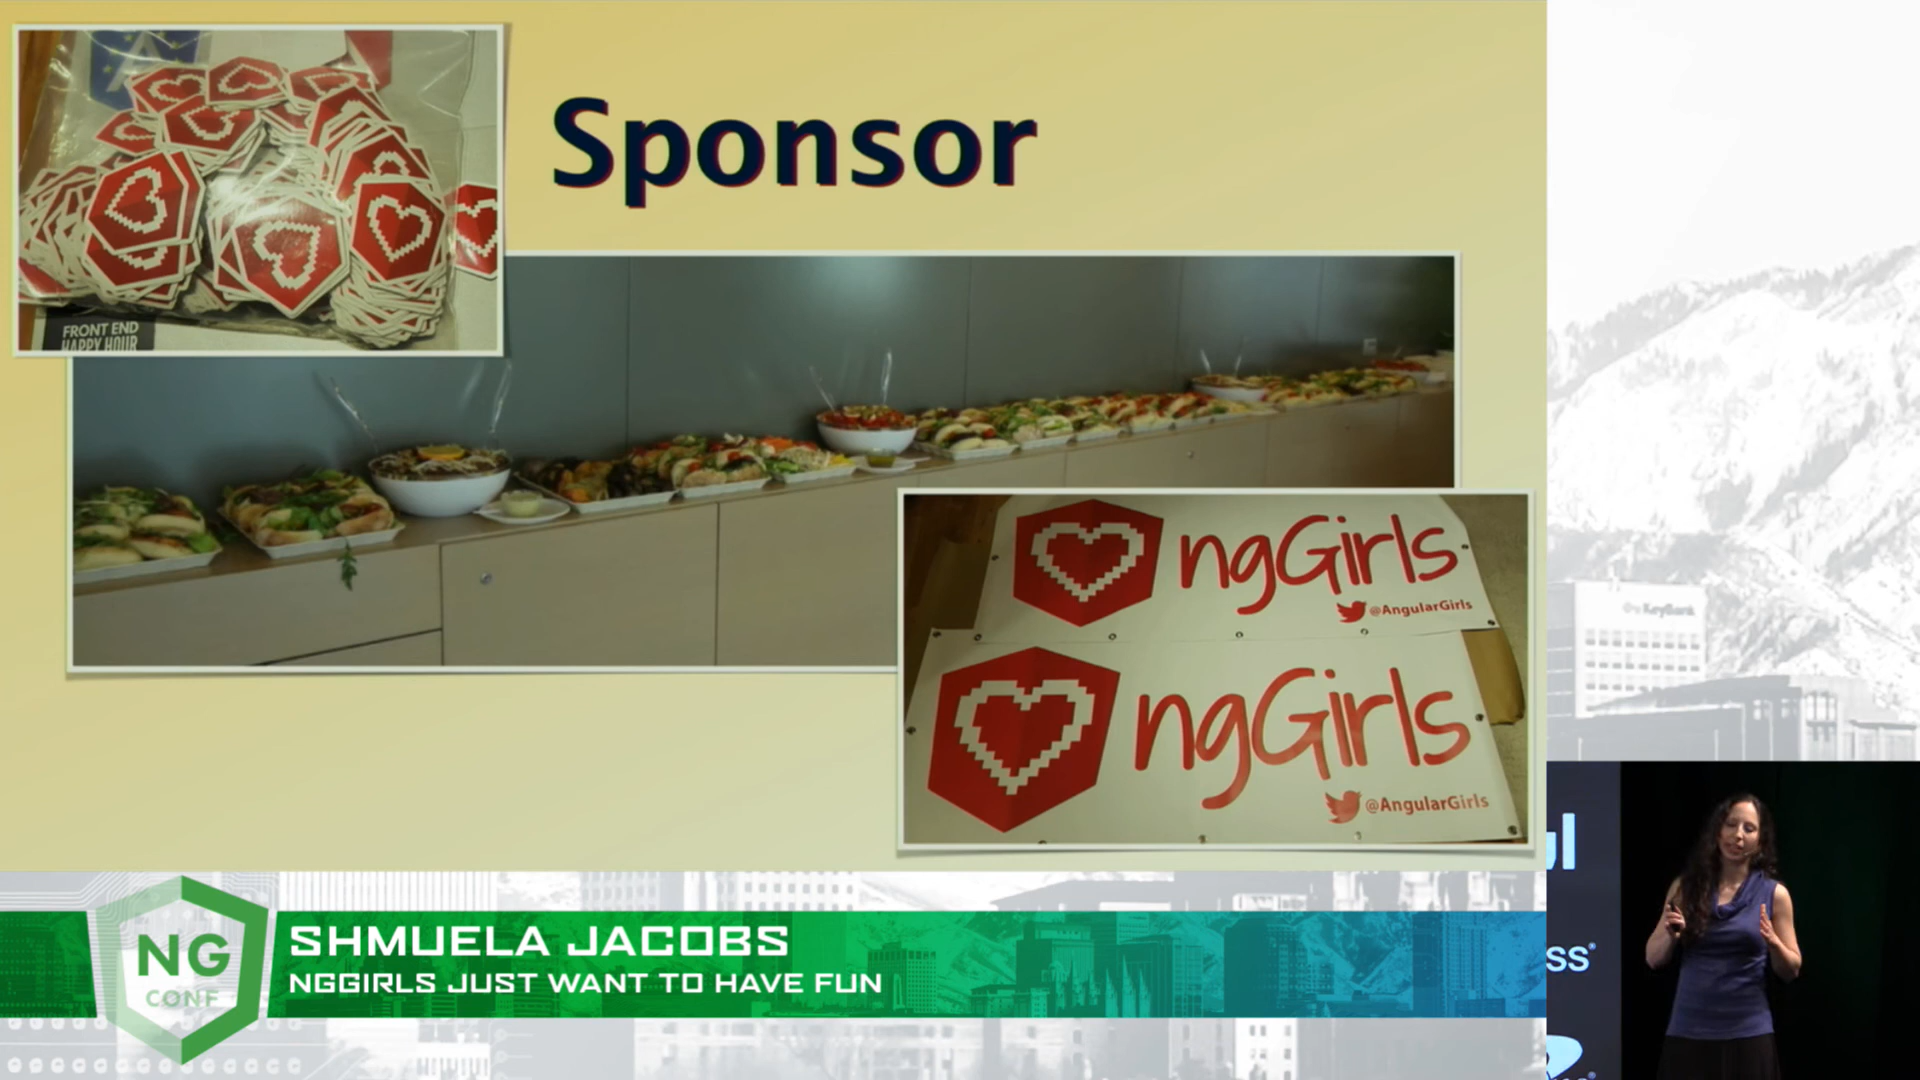 Sponsor
FRONT END
HAPPY HOUR
ngGirls
@AngularGirls
ngGirls
@AngularGirls
KeyBank
ss
NG
CONF
SHMUELA JACOBS
NGGIRLS JUST WANT TO HAVE FUN